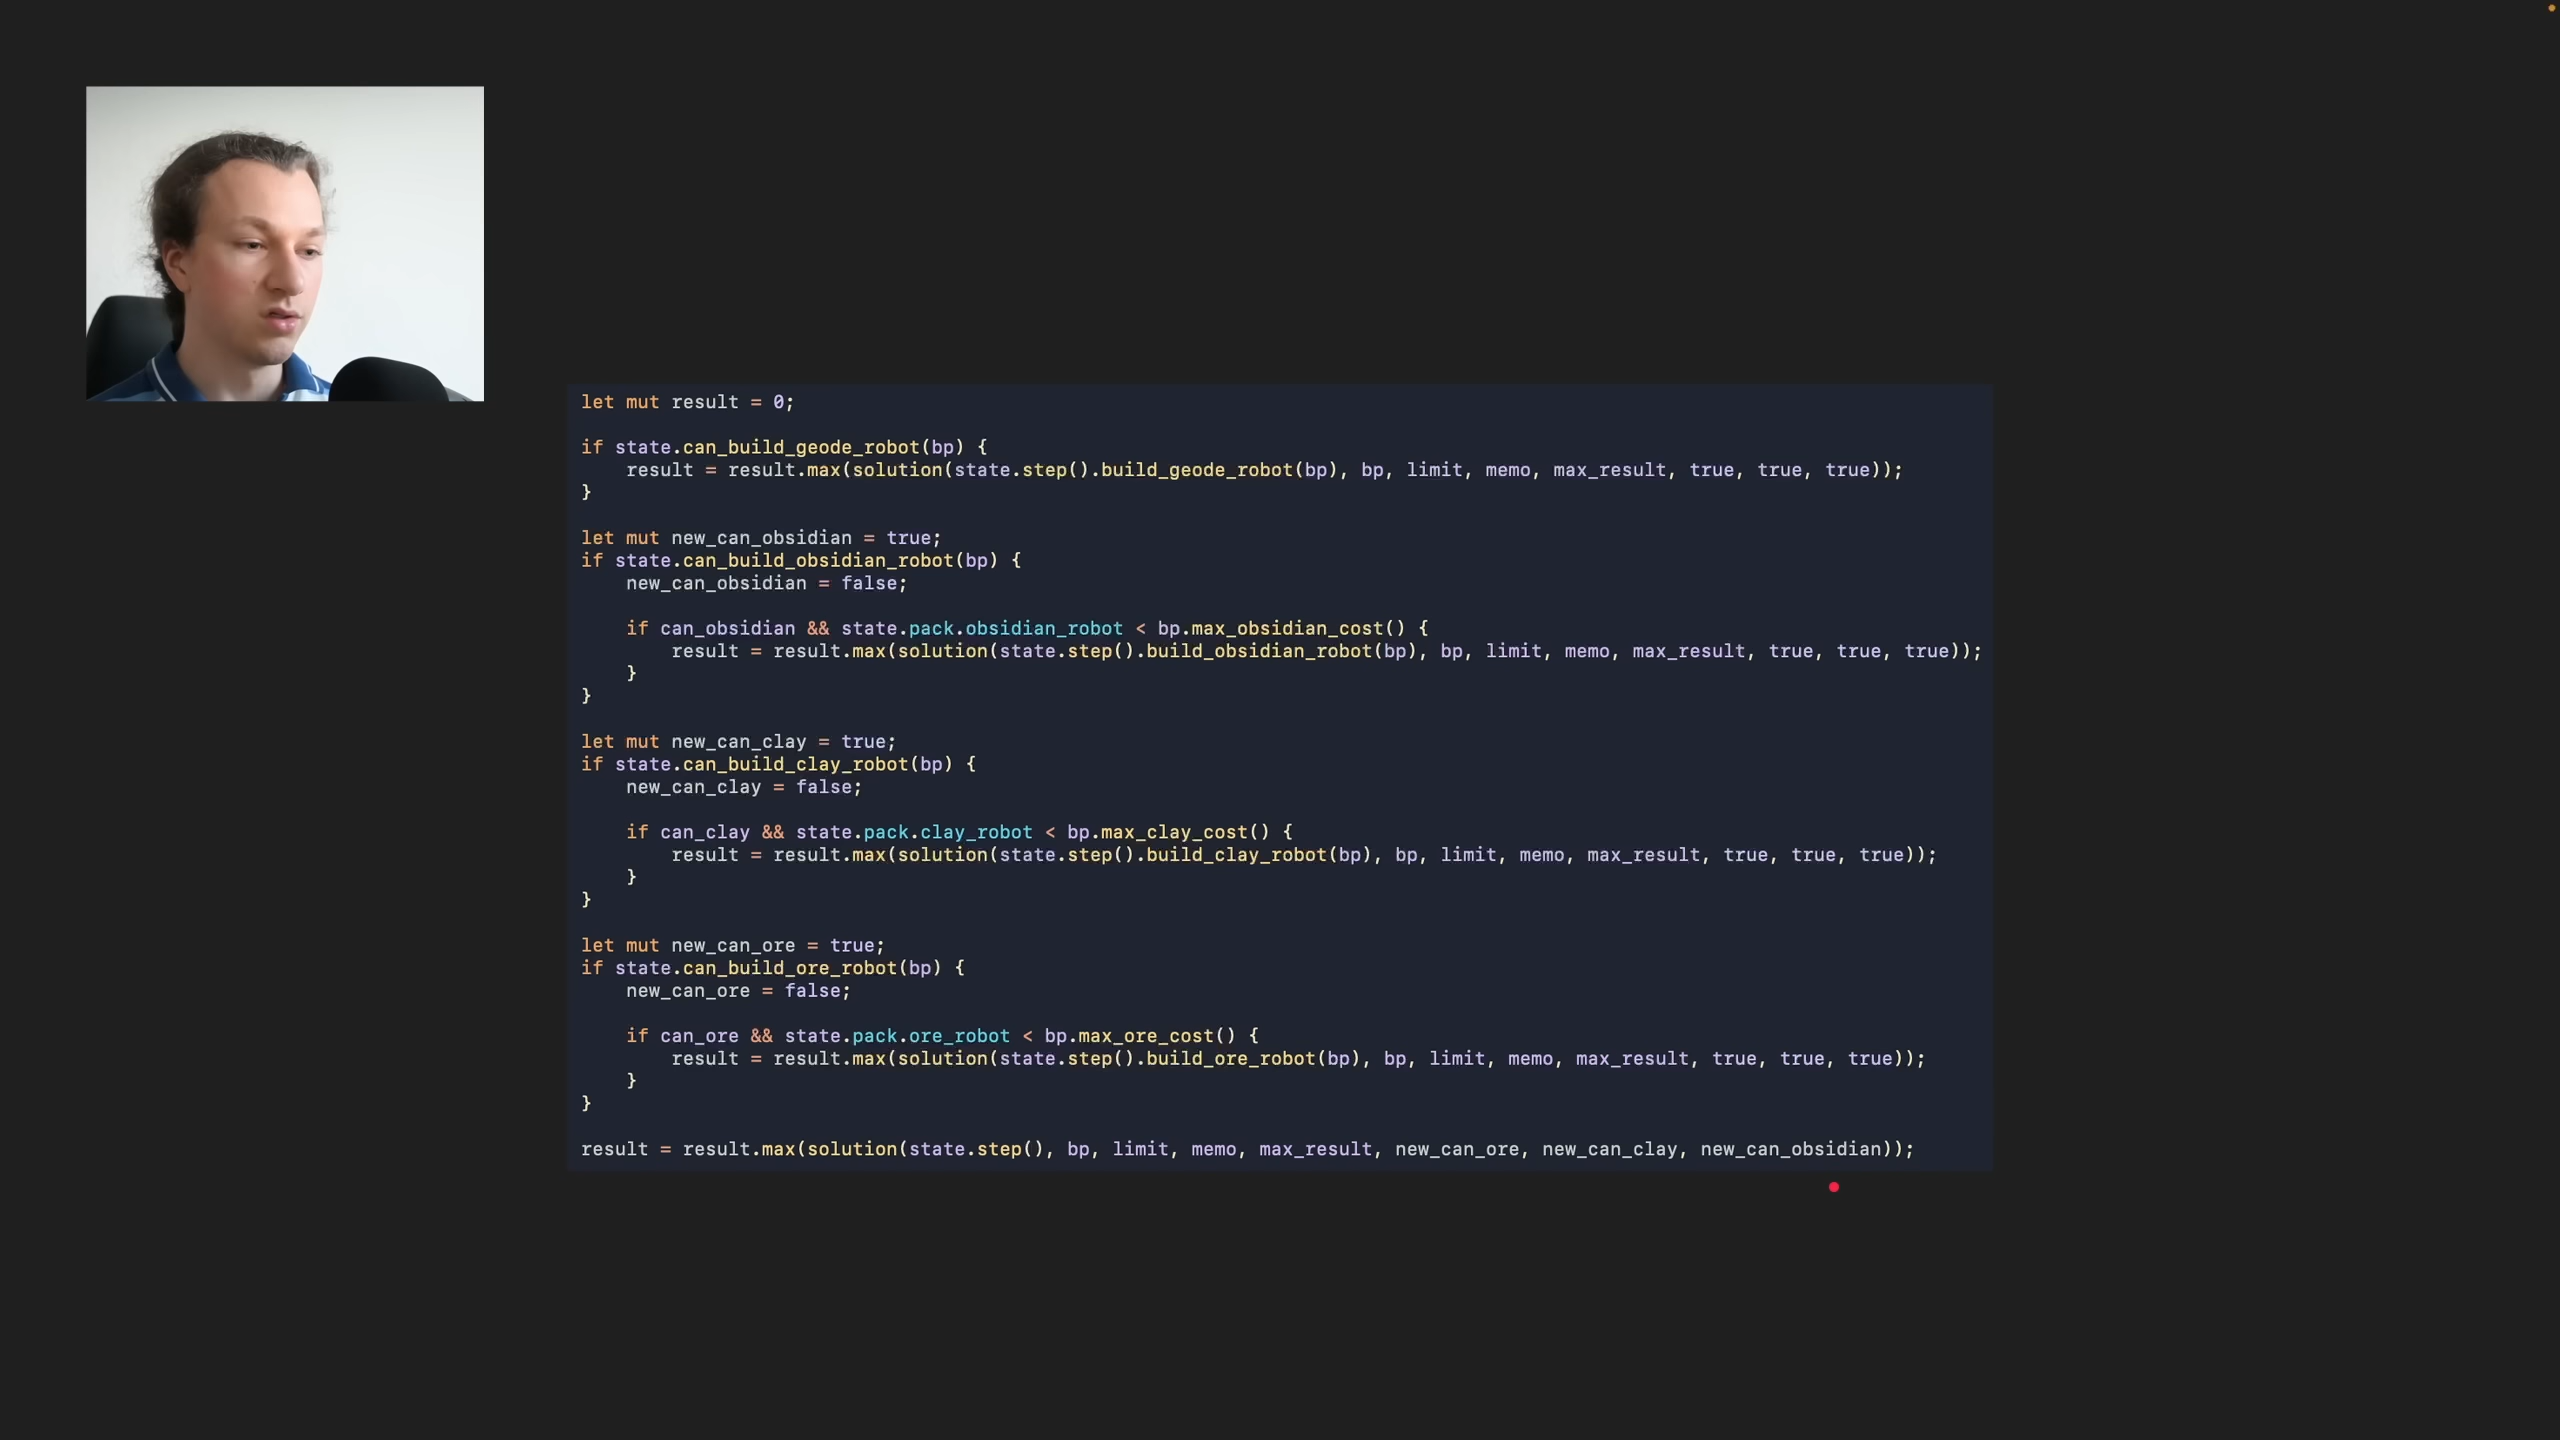 let mut result = 0;
if state.can_build_geode_robot(bp) {
    result = result.max(solution(state.step().build_geode_robot(bp), bp, limit, memo, max_result, true, true, true));
}
let mut new_can_obsidian = true;
if state.can_build_obsidian_robot(bp) {
    new_can_obsidian = false;
    if can_obsidian && state.pack.obsidian_robot < bp.max_obsidian_cost() {
        result = result.max(solution(state.step().build_obsidian_robot(bp), bp, limit, memo, max_result, true, true, true));
    }
}
let mut new_can_clay = true;
if state.can_build_clay_robot(bp) {
    new_can_clay = false;
    if can_clay && state.pack.clay_robot < bp.max_clay_cost() {
        result = result.max(solution(state.step().build_clay_robot(bp), bp, limit, memo, max_result, true, true, true));
    }
}
let mut new_can_ore = true;
if state.can_build_ore_robot(bp) {
    new_can_ore = false;
    if can_ore && state.pack.ore_robot < bp.max_ore_cost() {
        result = result.max(solution(state.step().build_ore_robot(bp), bp, limit, memo, max_result, true, true, true));
    }
}
result = result.max(solution(state.step(), bp, limit, memo, max_result, new_can_ore, new_can_clay, new_can_obsidian));